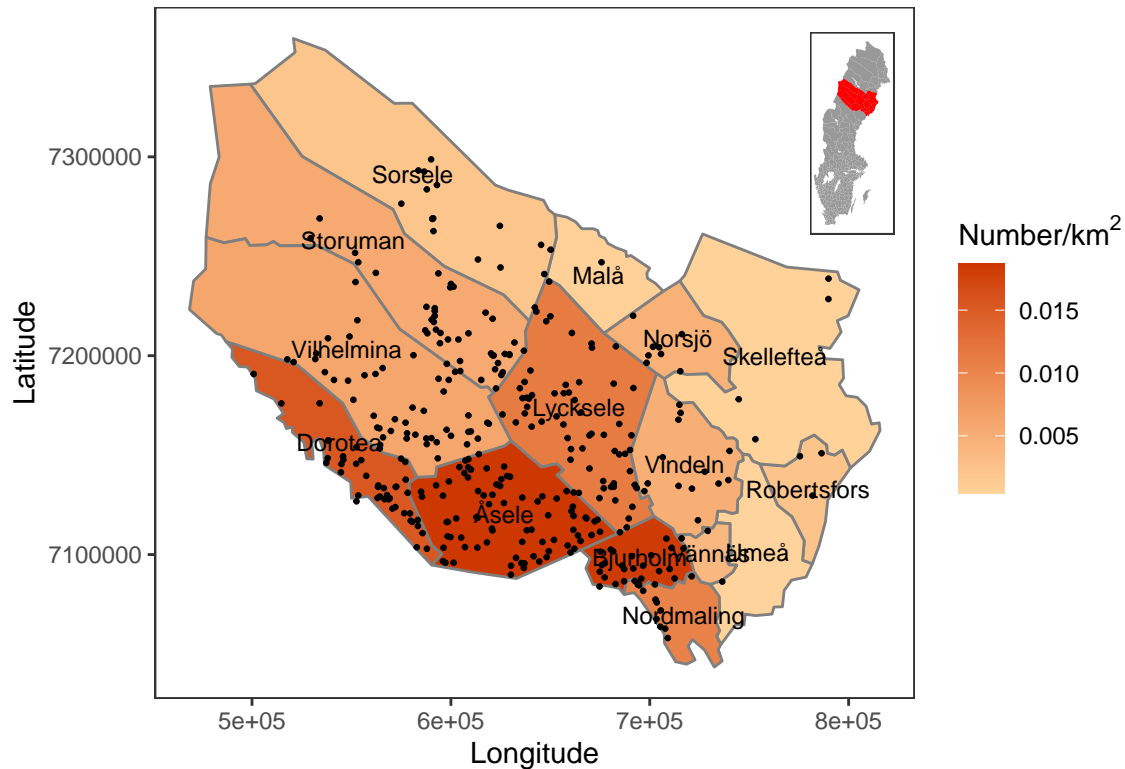 7300000
7200000
7100000
Latitude
Sorsele
Storuman
Malå
Norsjö
Skellefteå
Vilhelmina
Lycksele
Dorotea
Vindeln
Robertsfors
Åsele
Bjurholm
Vännäs
Umeå
Nordmaling
5e+05 6e+05 7e+05 8e+05
Longitude
Number/km²
0.015
0.010
0.005